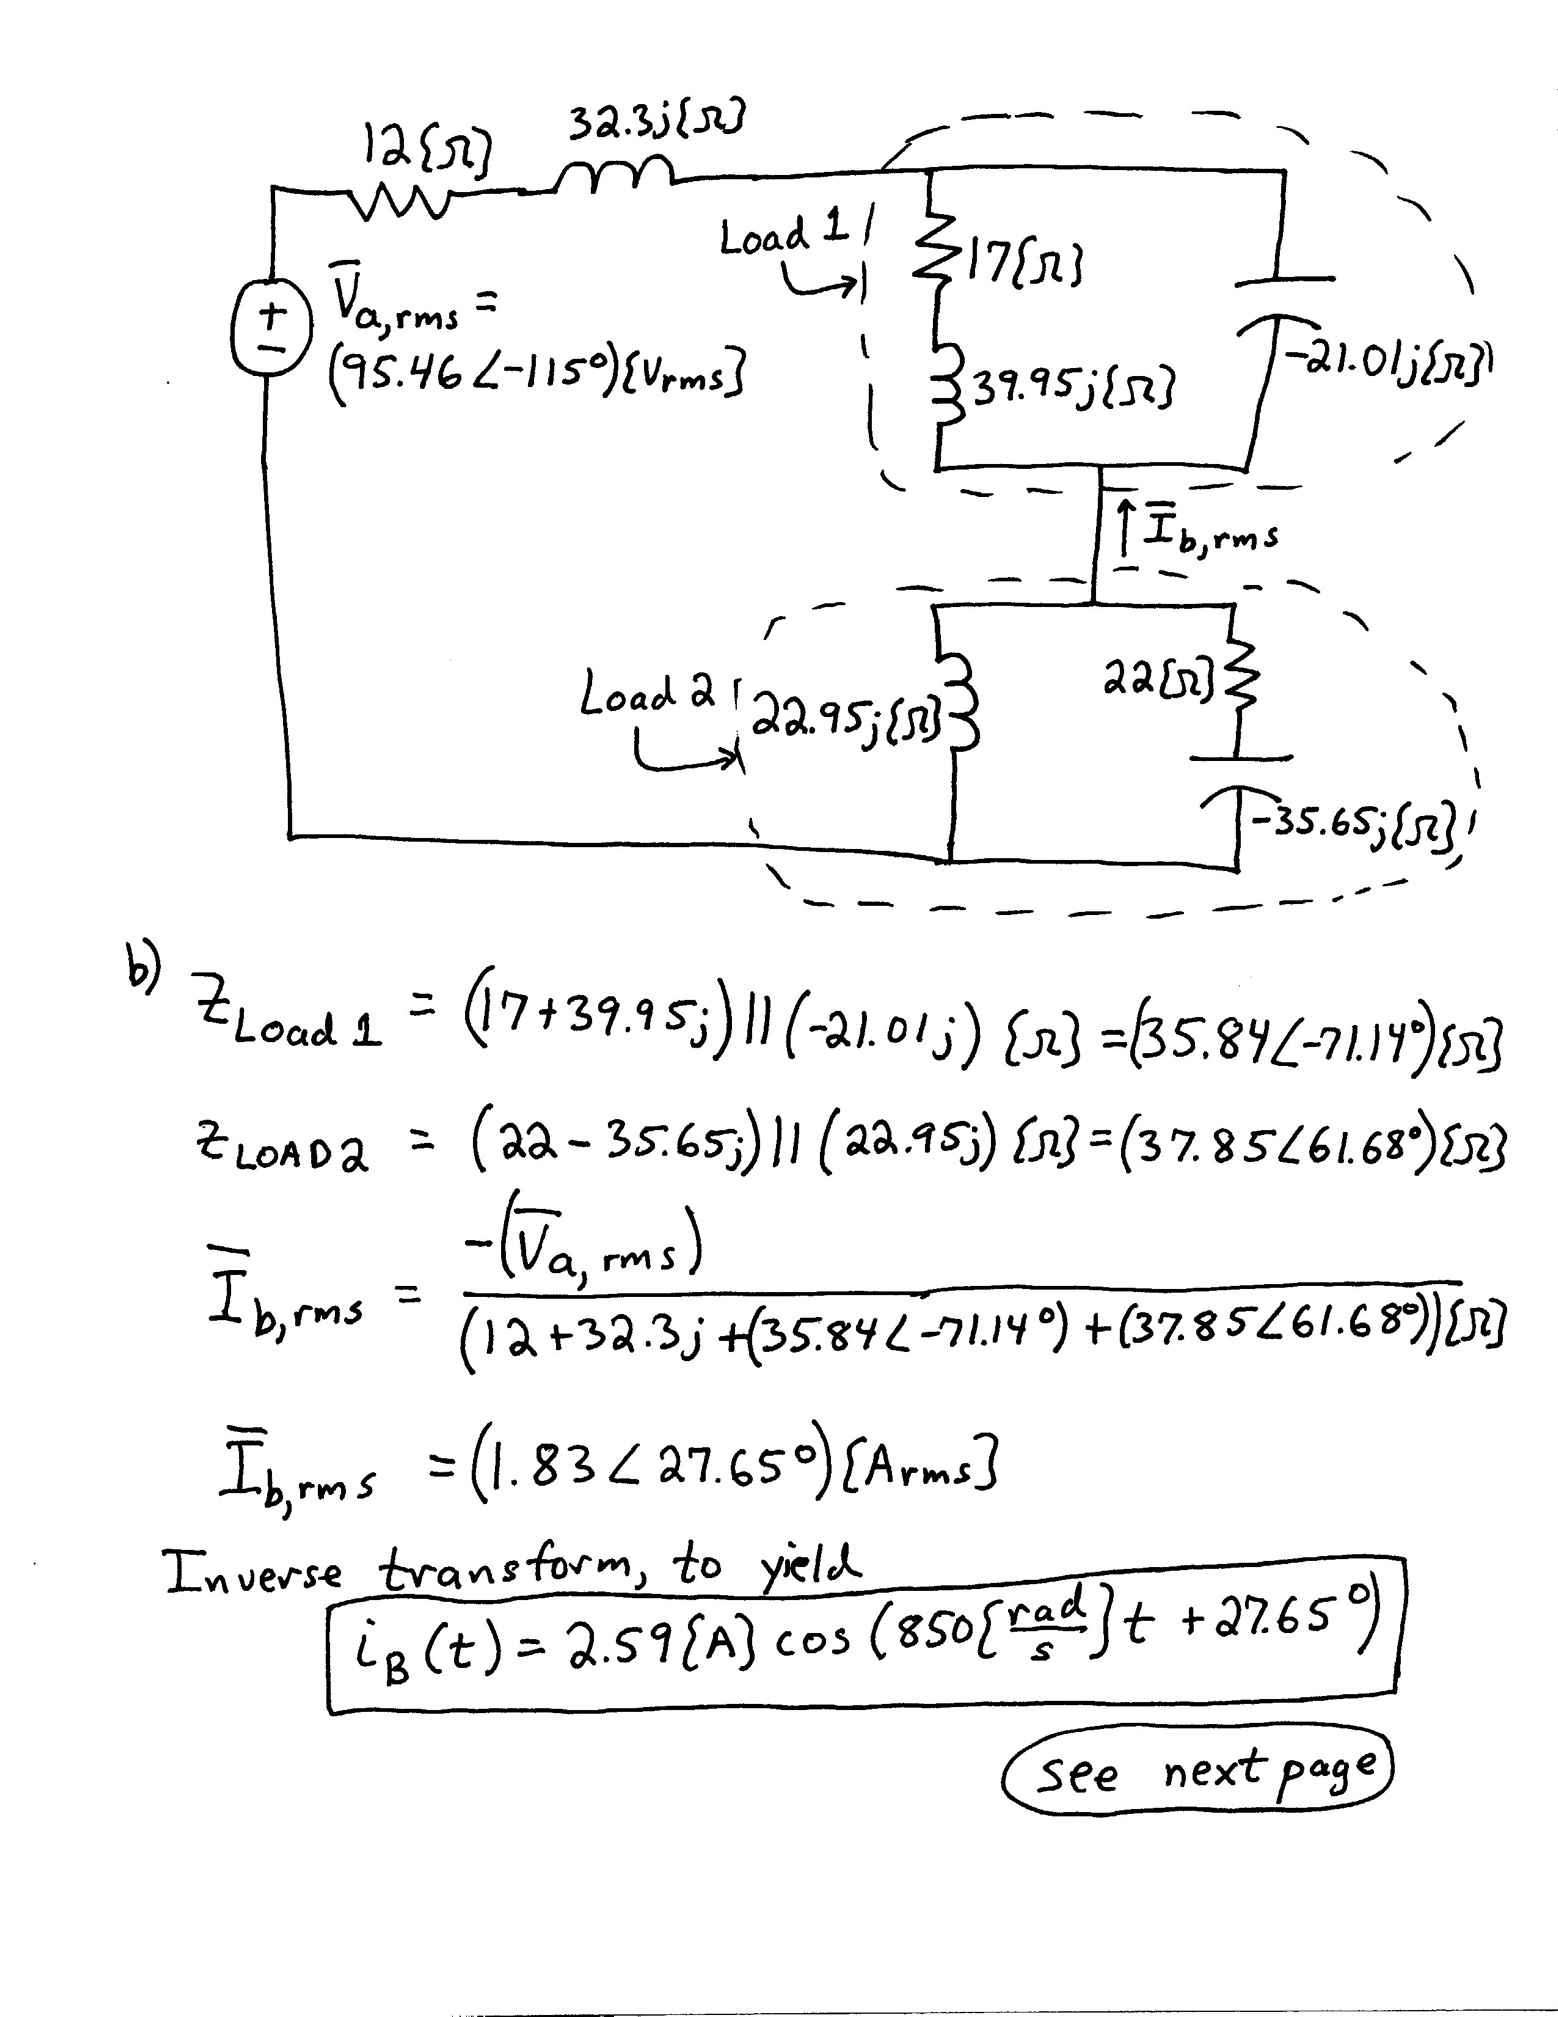 12{Ω}
32.3j{Ω}
Load 1
17{Ω}
V̅a,rms =
(95.46∠-115°){Vrms}
-21.01j{Ω}
39.95j{Ω}
I̅b,rms
Load 2
22.95j{Ω}
22{Ω}
-35.65j{Ω}
b) ZLoad 1 = (17+39.95j)||(-21.01j) {Ω} =(35.84∠-71.14°){Ω}
ZLOAD2 = (22-35.65j)||(22.95j) {Ω}=(37.85∠61.68°){Ω}
I̅b,rms = -(V̅a,rms)
(12+32.3j+(35.84∠-71.14°)+(37.85∠61.68°)){Ω}
I̅b,rms =(1.83∠27.65°){Arms}
Inverse transform, to yield
iB(t) = 2.59{A} cos (850{rad/s}t + 27.65°)
see next page